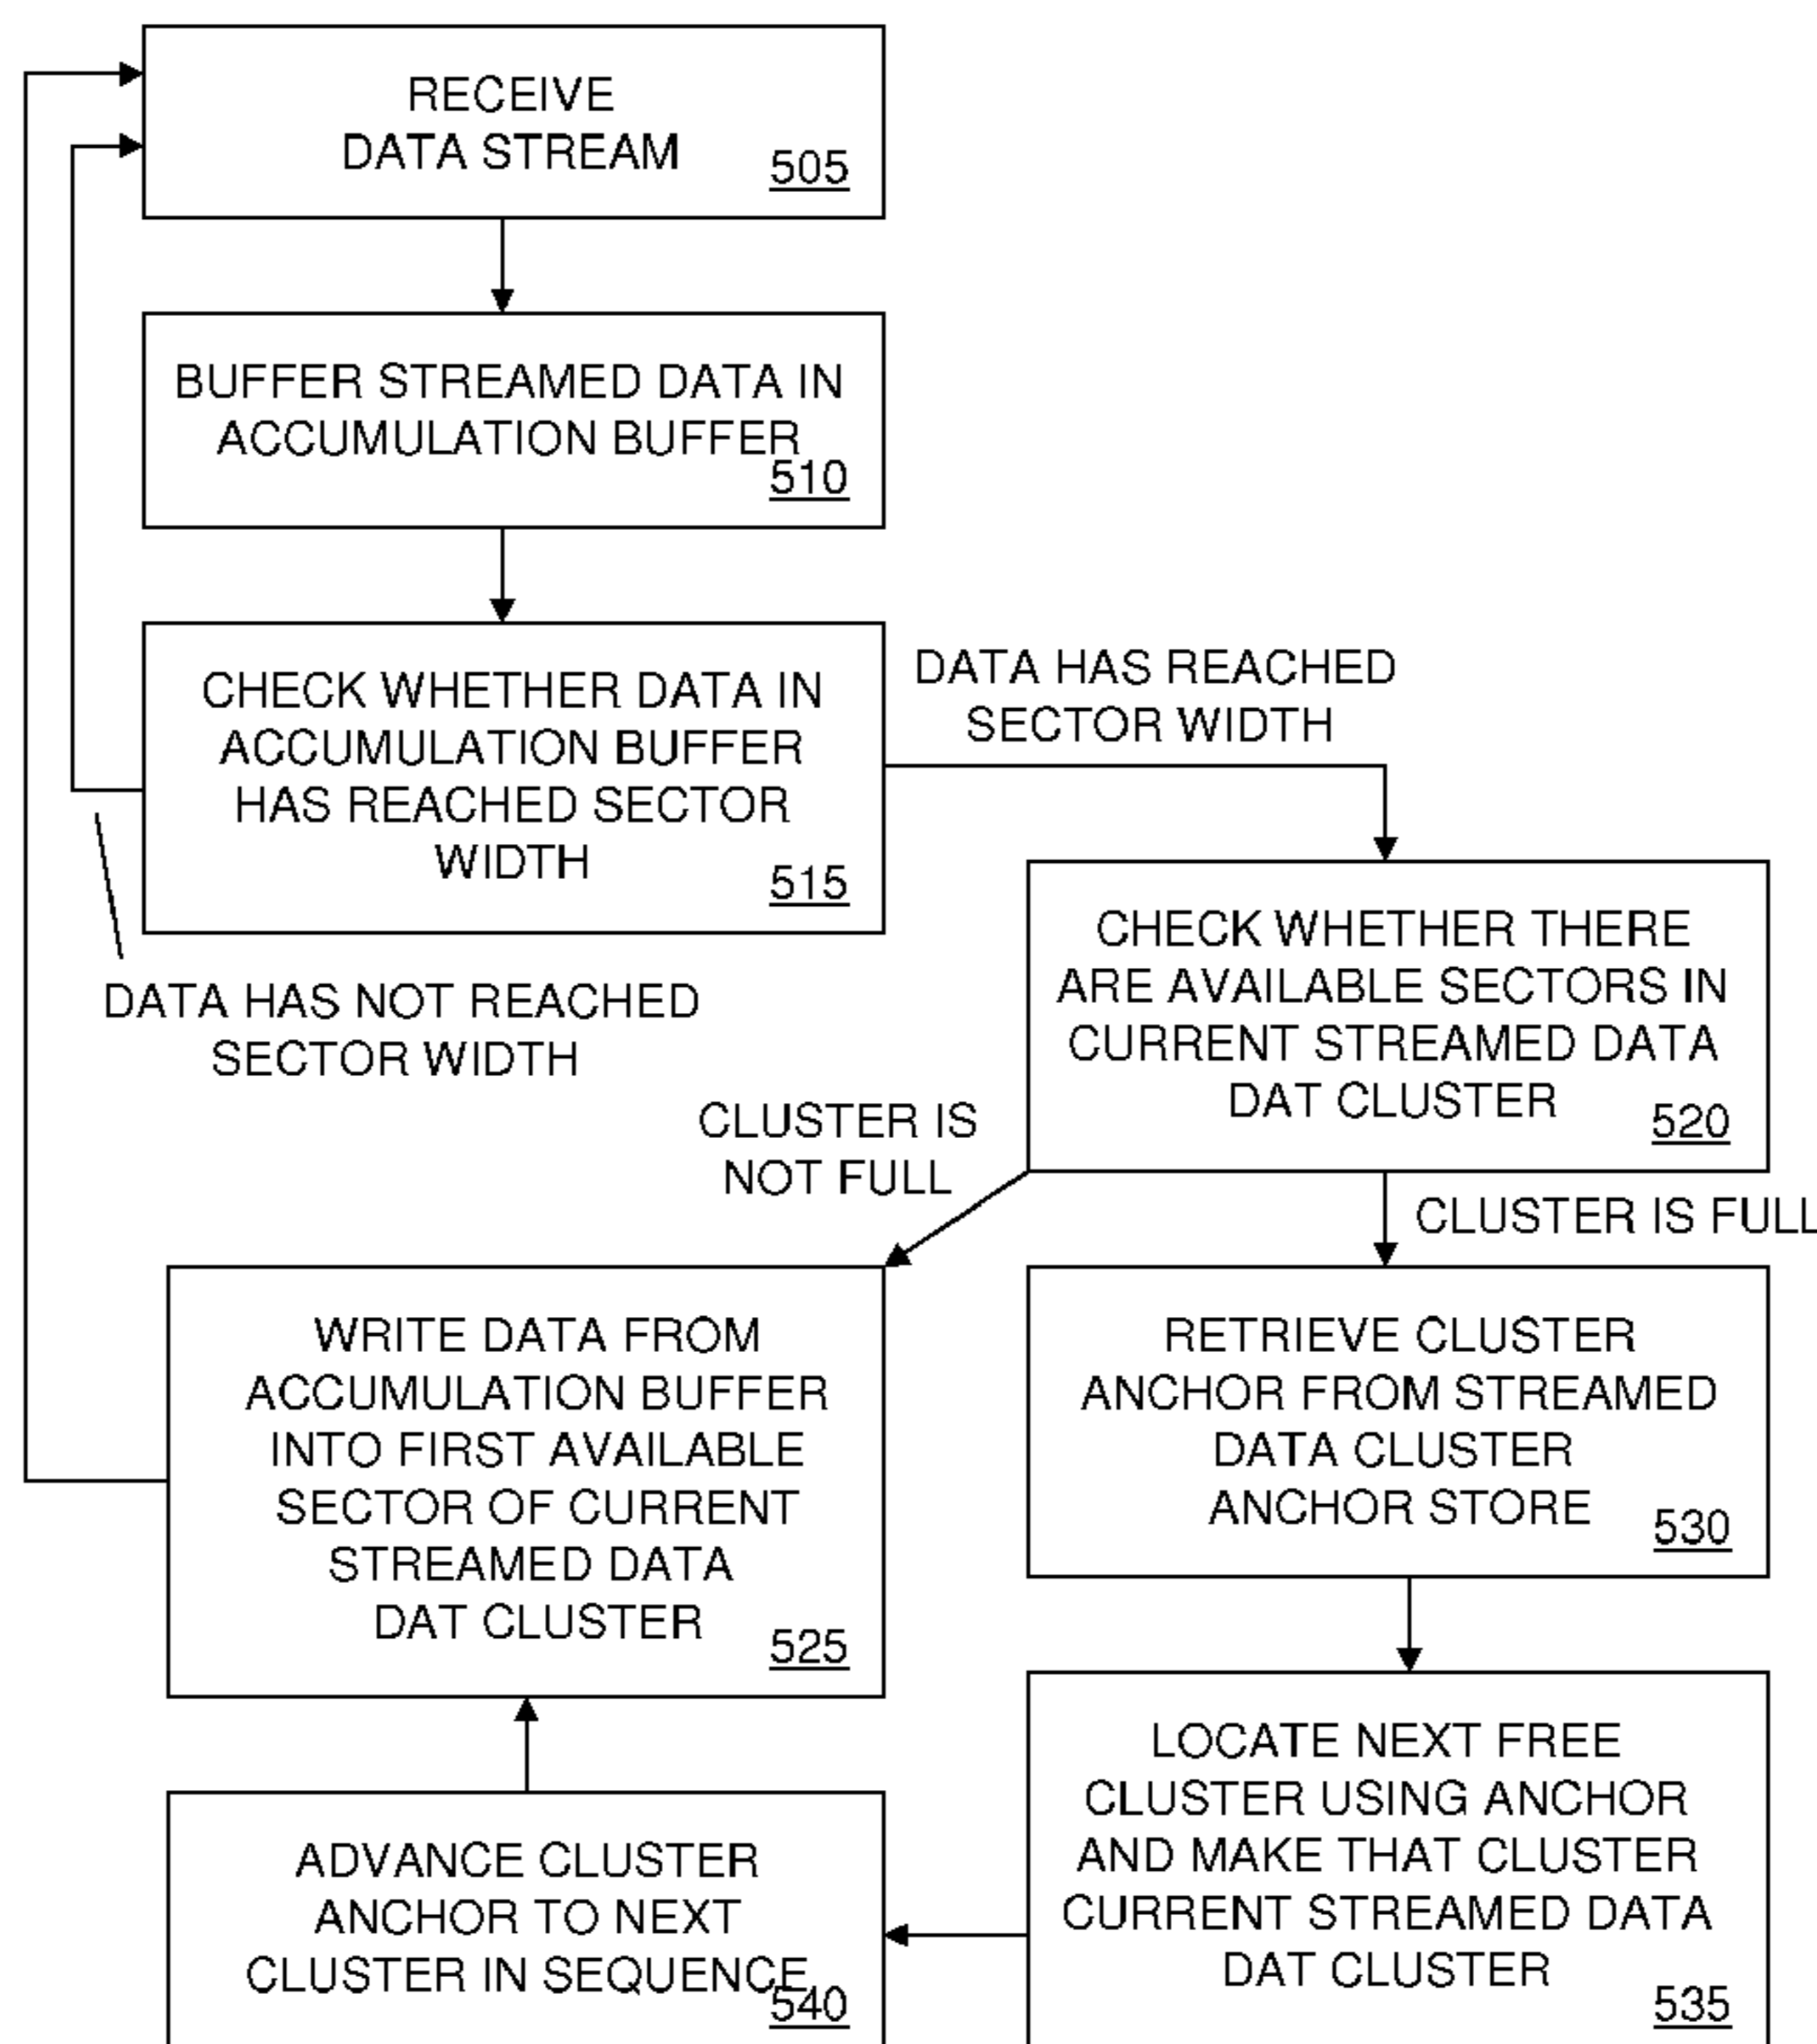 RECEIVE
DATA STREAM
505
BUFFER STREAMED DATA IN
ACCUMULATION BUFFER
510
CHECK WHETHER DATA IN
ACCUMULATION BUFFER
HAS REACHED SECTOR
WIDTH
515
DATA HAS REACHED
SECTOR WIDTH
DATA HAS NOT REACHED
SECTOR WIDTH
CHECK WHETHER THERE
ARE AVAILABLE SECTORS IN
CURRENT STREAMED DATA
DAT CLUSTER
520
CLUSTER IS
NOT FULL
CLUSTER IS FULL
WRITE DATA FROM
ACCUMULATION BUFFER
INTO FIRST AVAILABLE
SECTOR OF CURRENT
STREAMED DATA
DAT CLUSTER
525
RETRIEVE CLUSTER
ANCHOR FROM STREAMED
DATA CLUSTER
ANCHOR STORE
530
LOCATE NEXT FREE
CLUSTER USING ANCHOR
AND MAKE THAT CLUSTER
CURRENT STREAMED DATA
DAT CLUSTER
535
ADVANCE CLUSTER
ANCHOR TO NEXT
CLUSTER IN SEQUENCE
540